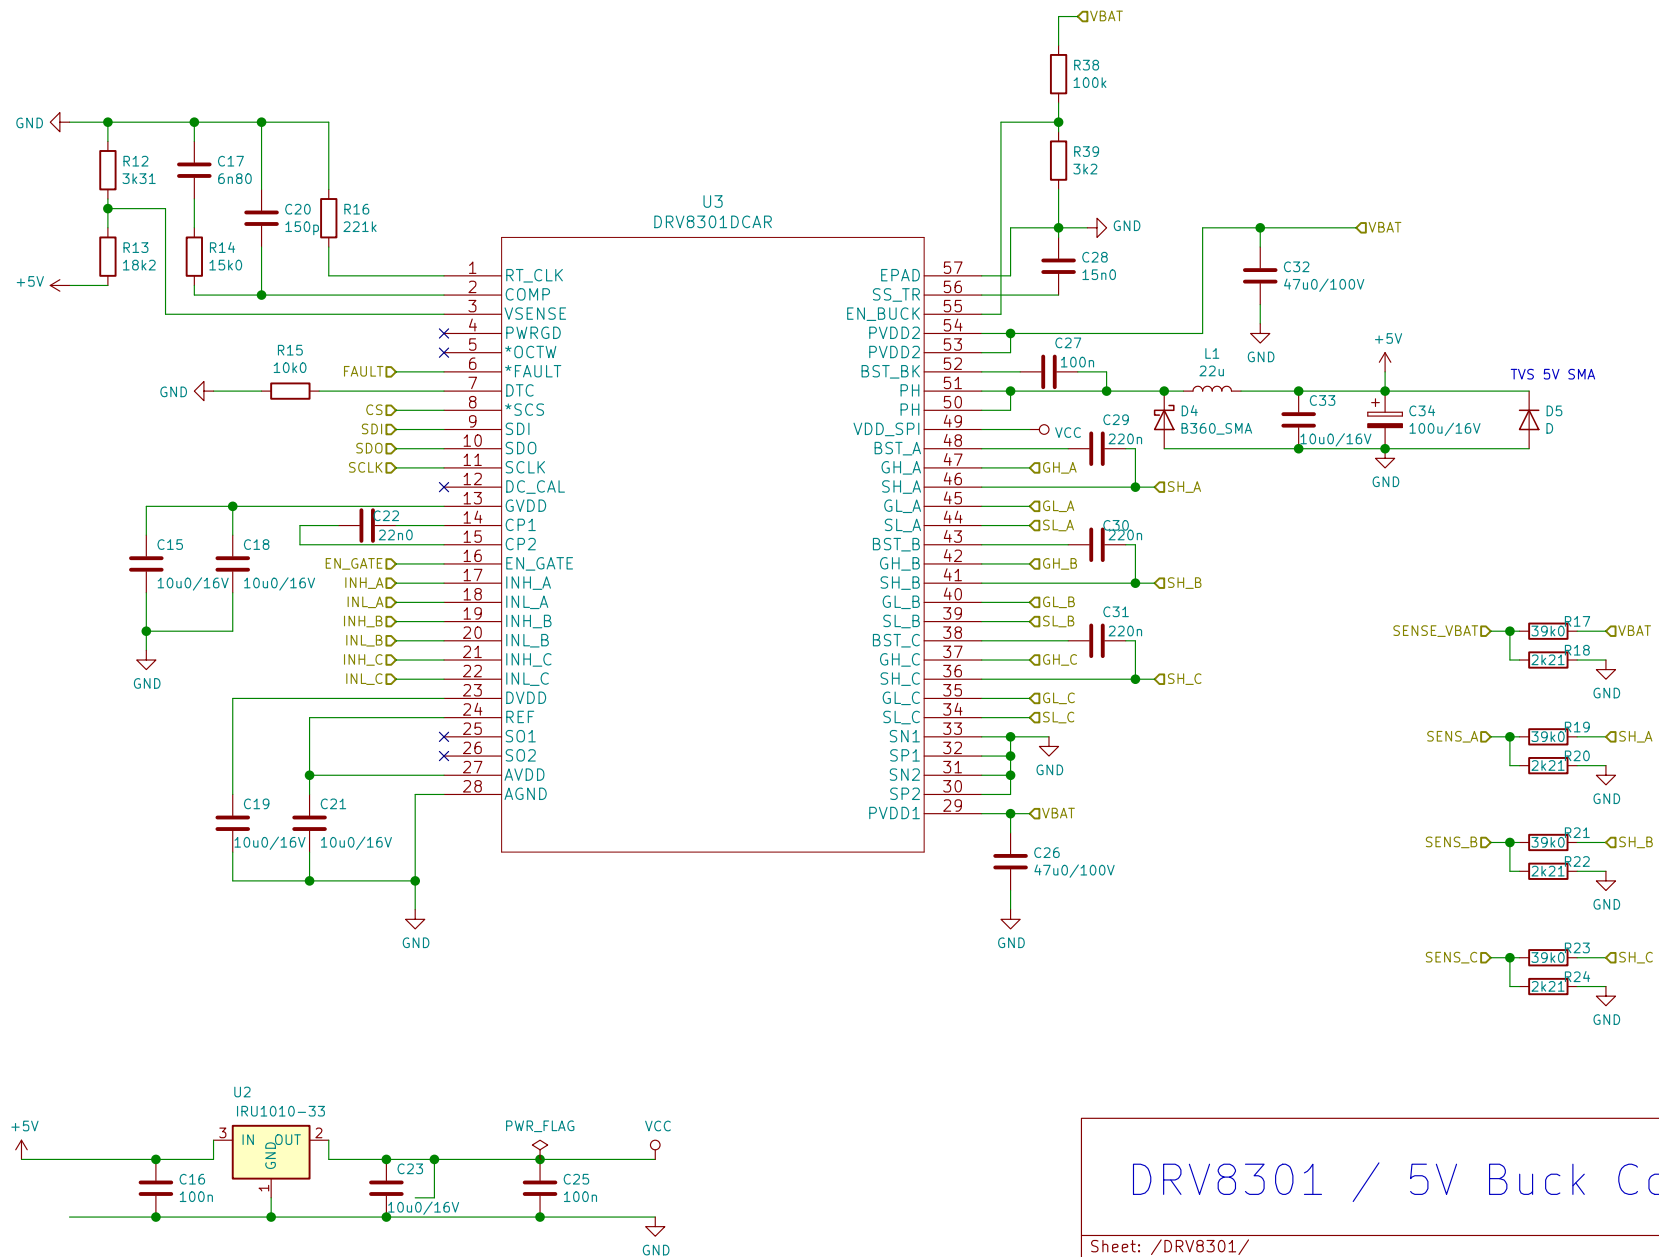 VBAT
R38
100k
GND
R12
3k31
C17
6n80
R39
3k2
C20
150p
R16
221k
U3
DRV8301DCAR
GND
VBAT
R13
18k2
R14
15k0
+5V
C28
15n0
C32
47u0/100V
GND
1 RT_CLK
2 COMP
3 VSENSE
4 PWRGD
5 *OCTW
6 *FAULT
7 DTC
8 *SCS
9 SDI
10 SDO
11 SCLK
12 DC_CAL
13 GVDD
14 CP1
15 CP2
16 EN_GATE
17 INH_A
18 INL_A
19 INH_B
20 INL_B
21 INH_C
22 INL_C
23 DVDD
24 REF
25 SO1
26 SO2
27 AVDD
28 AGND
EPAD 57
SS_TR 56
EN_BUCK 55
PVDD2 54
PVDD2 53
BST_BK 52
PH 51
PH 50
VDD_SPI 49
BST_A 48
GH_A 47
SH_A 46
GL_A 45
SL_A 44
BST_B 43
GH_B 42
SH_B 41
GL_B 40
SL_B 39
BST_C 38
GH_C 37
SH_C 36
GL_C 35
SL_C 34
SN1 33
SP1 32
SN2 31
SP2 30
PVDD1 29
R15
10k0
GND
FAULT
CS
SDI
SDO
SCLK
C22
22n0
C15
10u0/16V
C18
10u0/16V
GND
EN_GATE
INH_A
INL_A
INH_B
INL_B
INH_C
INL_C
C19
10u0/16V
C21
10u0/16V
GND
C27
100n
L1
22u
+5V
TVS 5V SMA
VCC
C29
220n
D4
B360_SMA
C33
10u0/16V
C34
100u/16V
+
D5
D
GND
GH_A
SH_A
GL_A
SL_A
C30
220n
GH_B
SH_B
GL_B
SL_B
C31
220n
GH_C
SH_C
GL_C
SL_C
GND
VBAT
C26
47u0/100V
GND
SENSE_VBAT
R17
39k0
VBAT
R18
2k21
GND
SENS_A
R19
39k0
SH_A
R20
2k21
GND
SENS_B
R21
39k0
SH_B
R22
2k21
GND
SENS_C
R23
39k0
SH_C
R24
2k21
GND
U2
IRU1010-33
+5V
3 IN OUT 2
GND
1
C16
100n
C23
10u0/16V
PWR_FLAG
C25
100n
VCC
GND
DRV8301 / 5V Buck Co
Sheet: /DRV8301/